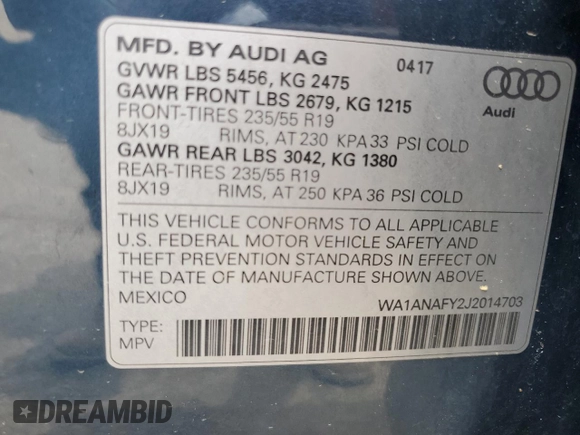 MFD. BY AUDI AG 0417
GVWR LBS 5456, KG 2475
GAWR FRONT LBS 2679, KG 1215
FRONT-TIRES 235/55 R19
8JX19 RIMS, AT 230 KPA 33 PSI COLD
GAWR REAR LBS 3042, KG 1380
REAR-TIRES 235/55 R19
8JX19 RIMS, AT 250 KPA 36 PSI COLD
Audi
THIS VEHICLE CONFORMS TO ALL APPLICABLE
U.S. FEDERAL MOTOR VEHICLE SAFETY AND
THEFT PREVENTION STANDARDS IN EFFECT ON
THE DATE OF MANUFACTURE SHOWN ABOVE.
MEXICO WA1ANAFY2J2014703
TYPE:
MPV
DREAMBID